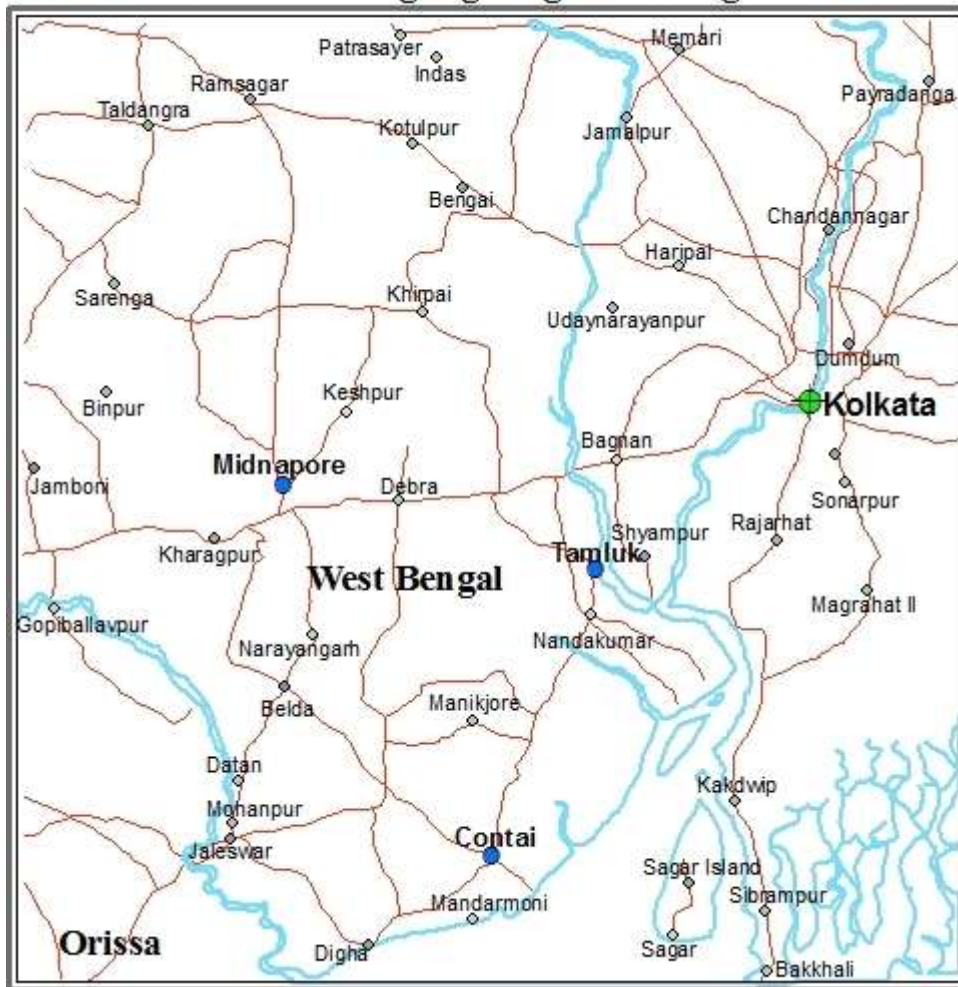 Memari
Patrasayer
Indas
Ramsagar
Payradanga
Taldangra
Kotulpur
Jamalpur
Bengai
Chandannagar
Haripal
Sarenga
Khirpai
Udaynarayanpur
Dumdum
Keshpur
Binpur
Kolkata
Bagnan
Midnapore
Jamboni
Debra
Sonarpur
Rajarhat
Shyampur
Kharagpur
Tamluk
West Bengal
Magrahat II
Gopiballavpur
Nandakumar
Narayangarh
Manikjore
Belda
Datan
Kakdwip
Mohanpur
Contai
Jaleswar
Sagar Island
Mandarmoni
Sibrampur
Orissa
Digha
Sagar
Bakkhali